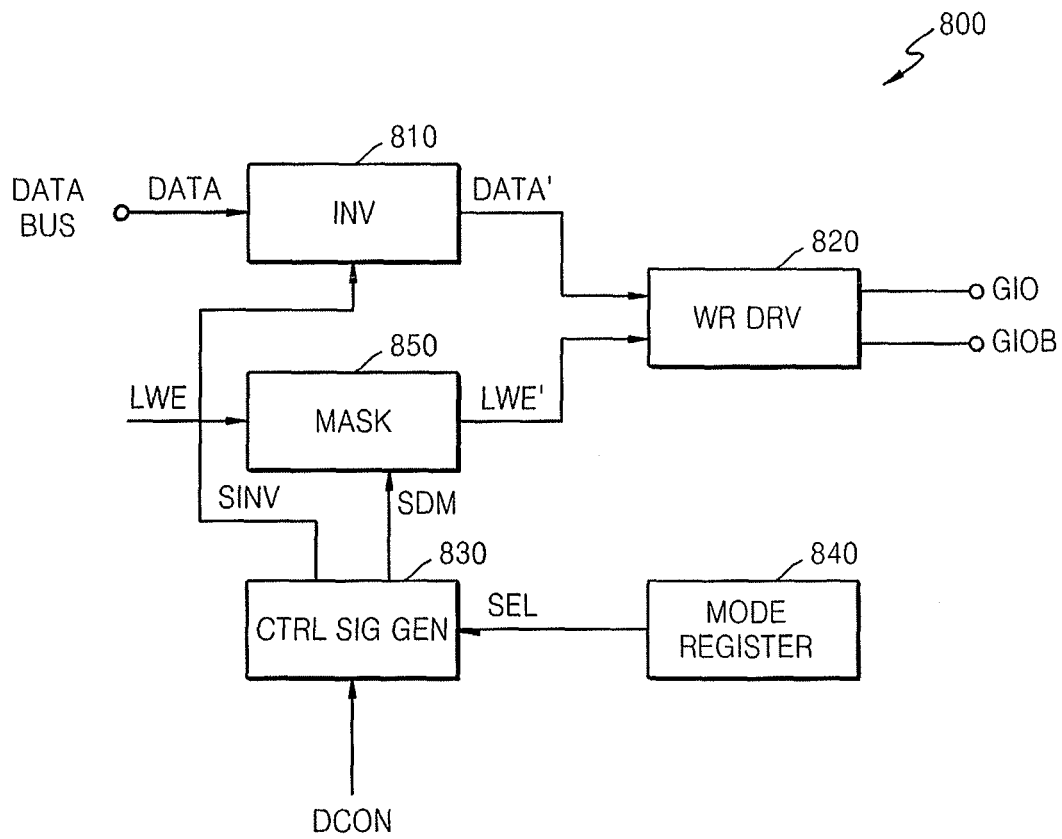 800
810
DATA
BUS
DATA
INV
DATA'
820
WR DRV
GIO
GIOB
850
LWE
MASK
LWE'
SINV
SDM
830
840
CTRL SIG GEN
SEL
MODE
REGISTER
DCON